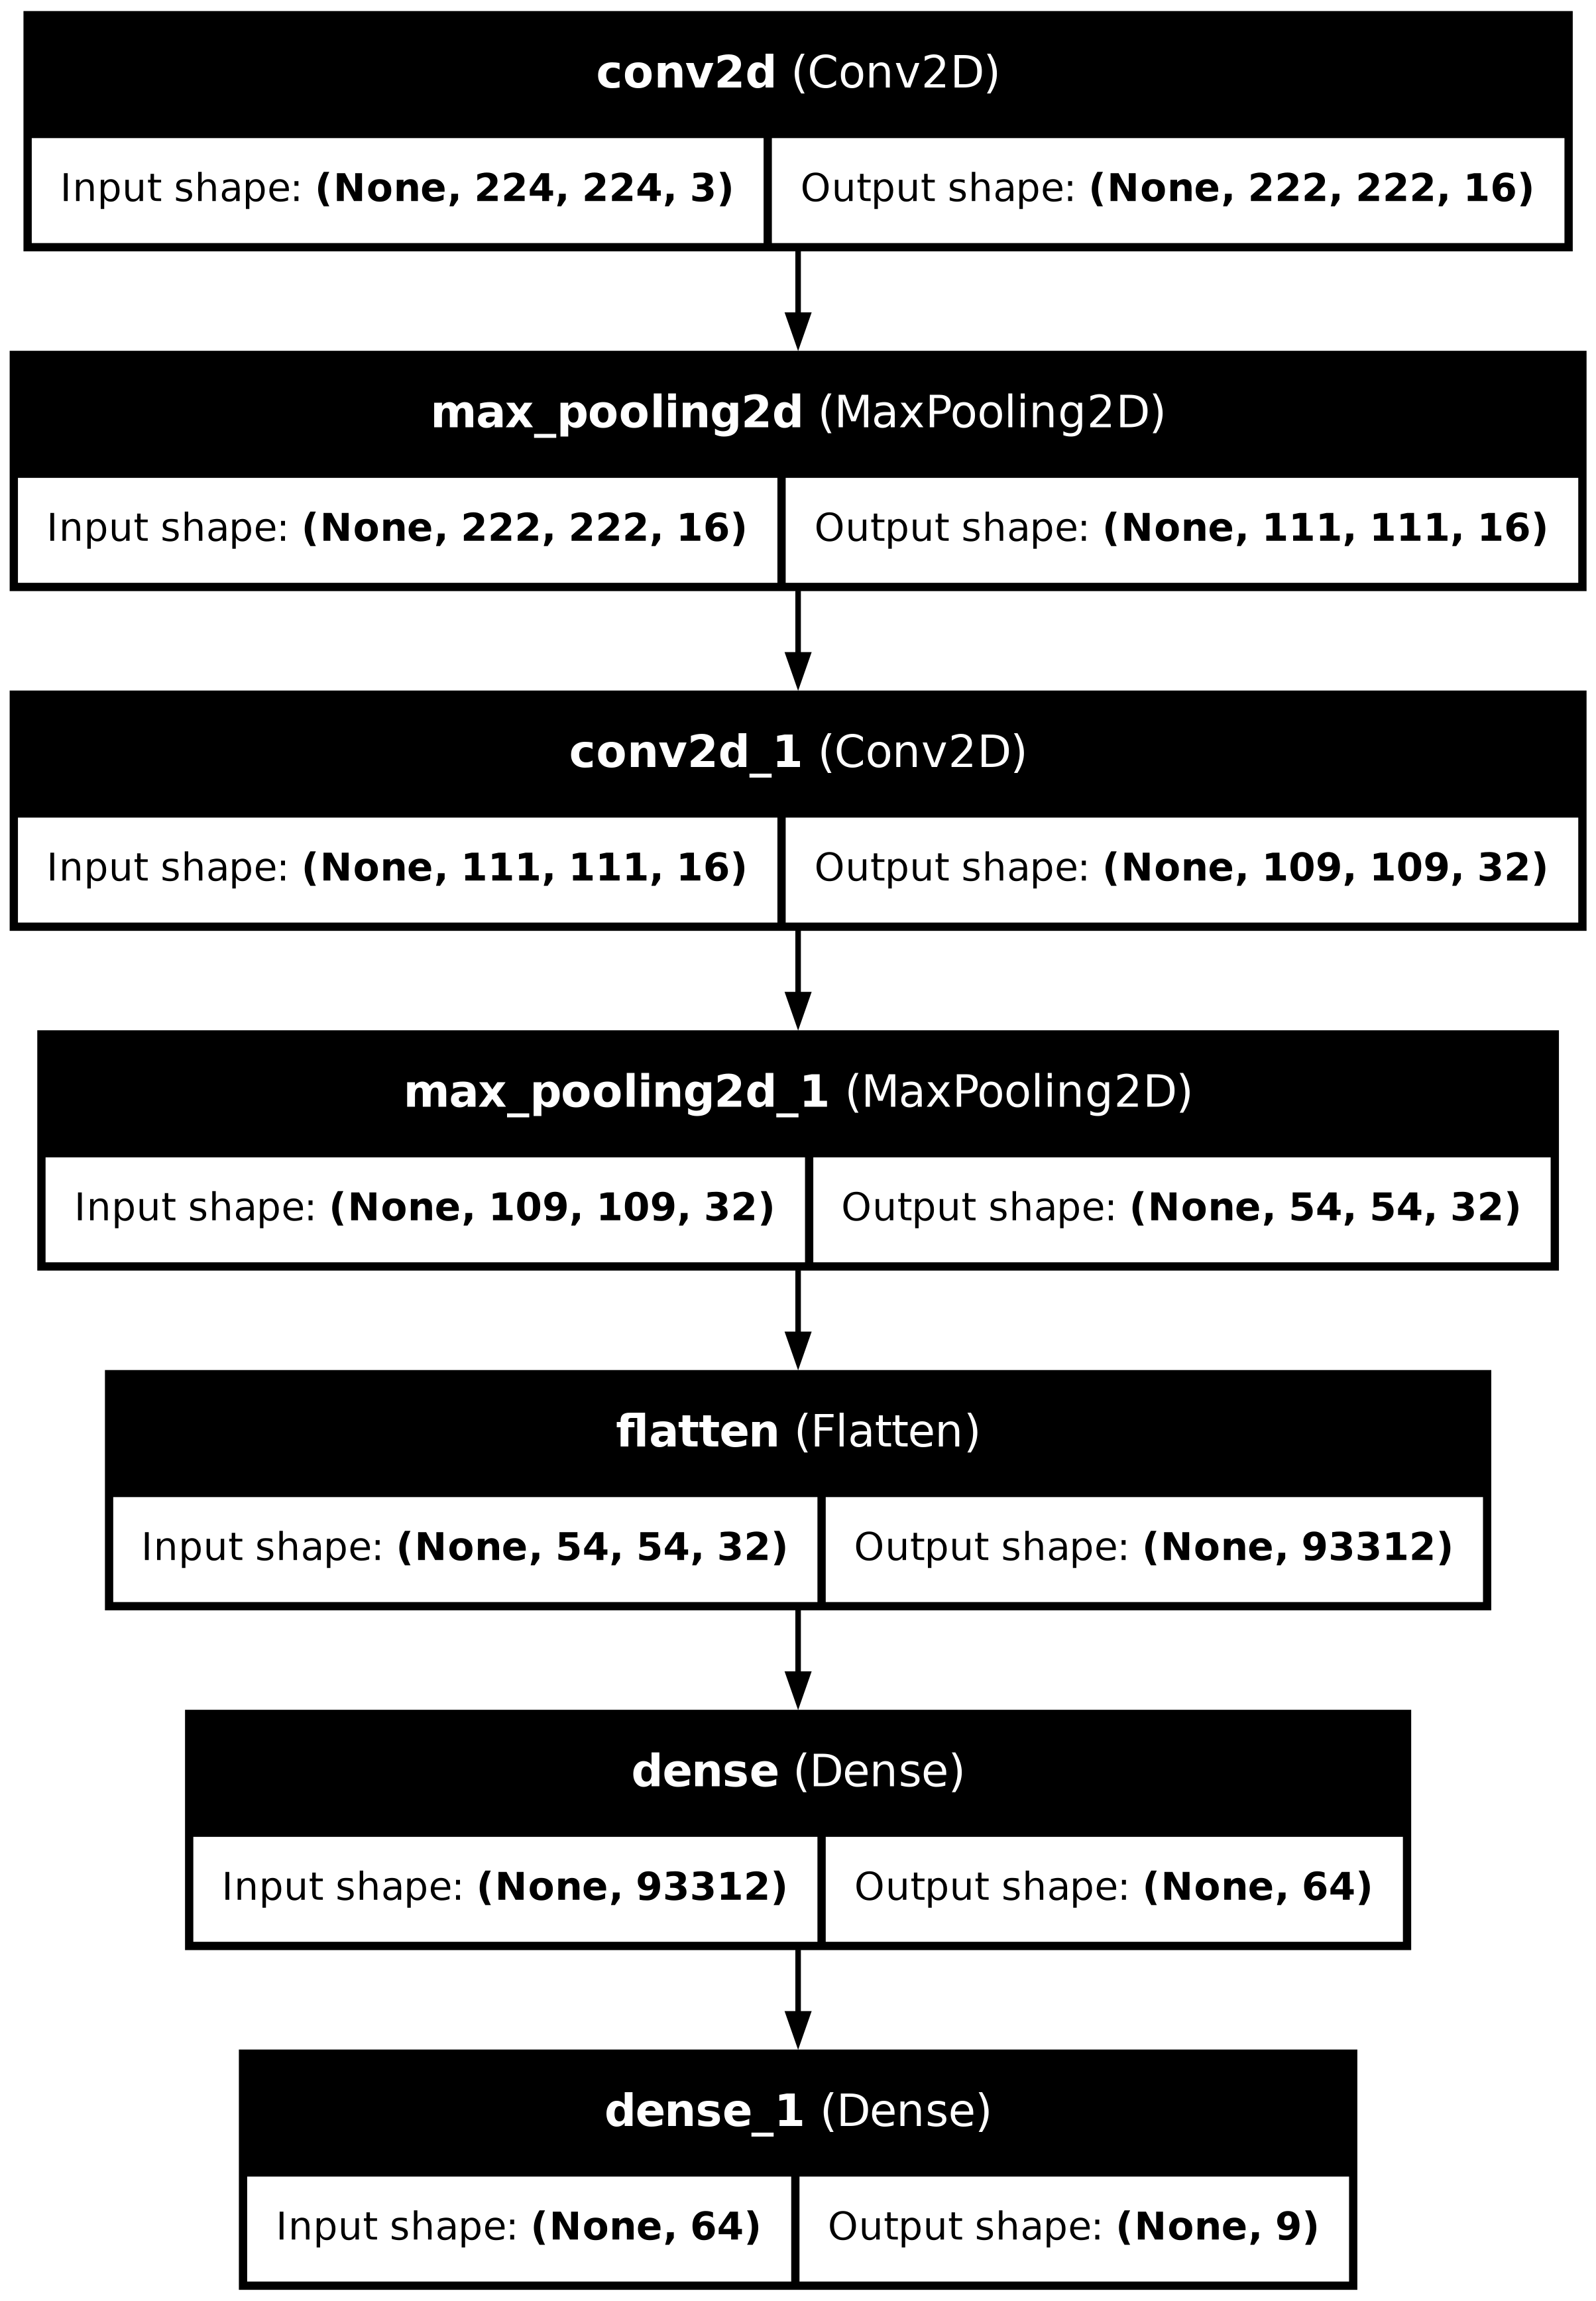 conv2d (Conv2D)
Input shape: (None, 224, 224, 3) Output shape: (None, 222, 222, 16)
max_pooling2d (MaxPooling2D)
Input shape: (None, 222, 222, 16) Output shape: (None, 111, 111, 16)
conv2d_1 (Conv2D)
Input shape: (None, 111, 111, 16) Output shape: (None, 109, 109, 32)
max_pooling2d_1 (MaxPooling2D)
Input shape: (None, 109, 109, 32) Output shape: (None, 54, 54, 32)
flatten (Flatten)
Input shape: (None, 54, 54, 32) Output shape: (None, 93312)
dense (Dense)
Input shape: (None, 93312) Output shape: (None, 64)
dense_1 (Dense)
Input shape: (None, 64) Output shape: (None, 9)